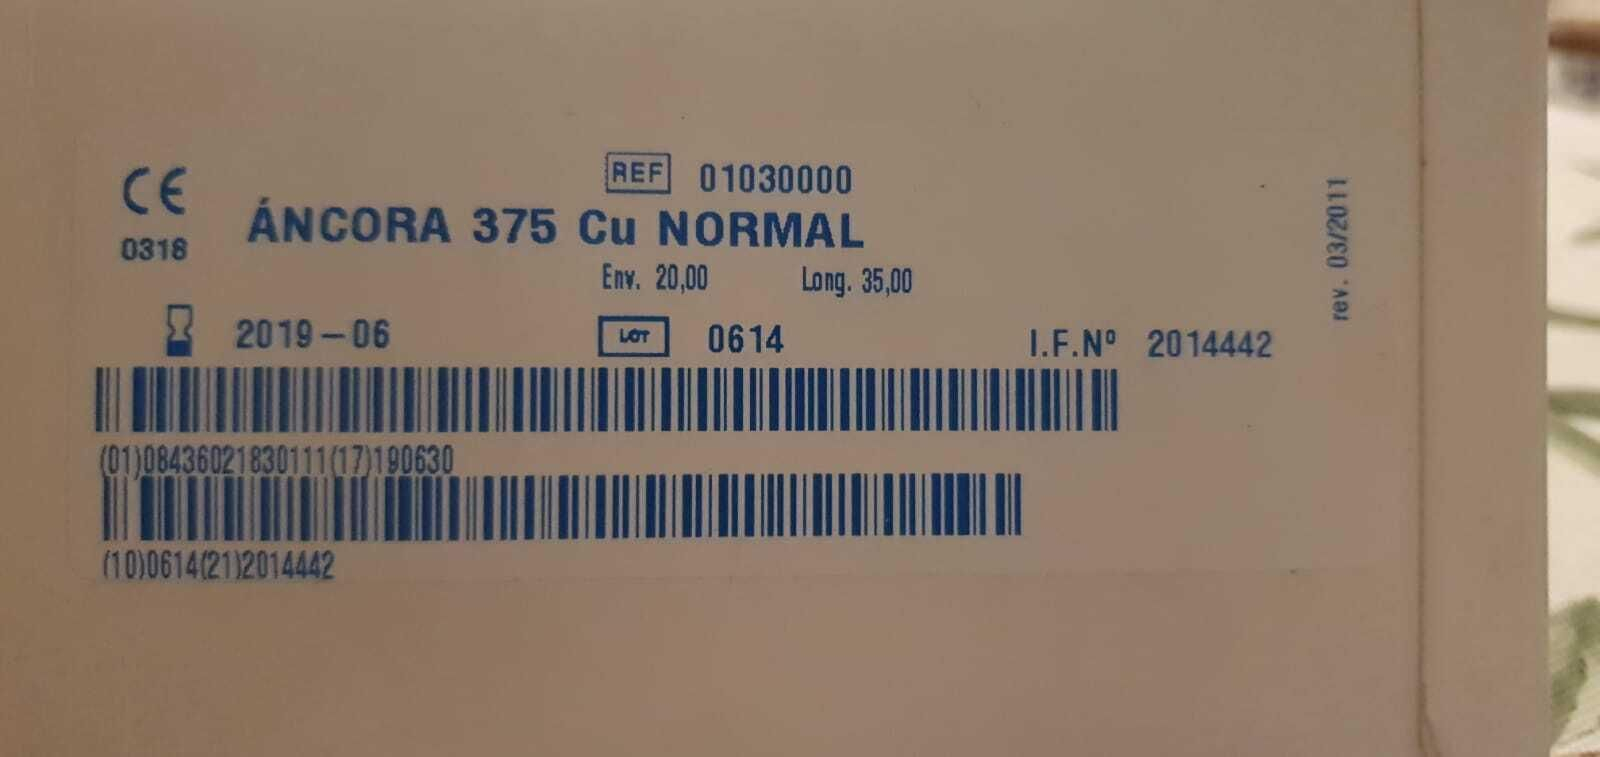 CE
0318
REF 01030000
ÁNCORA 375 Cu NORMAL
Env. 20,00 Long. 35,00
2019-06 LOT 0614 I.F.Nº 2014442
(01)08436021830111(17)190630
(10)0614(21)2014442
rev. 03/2011